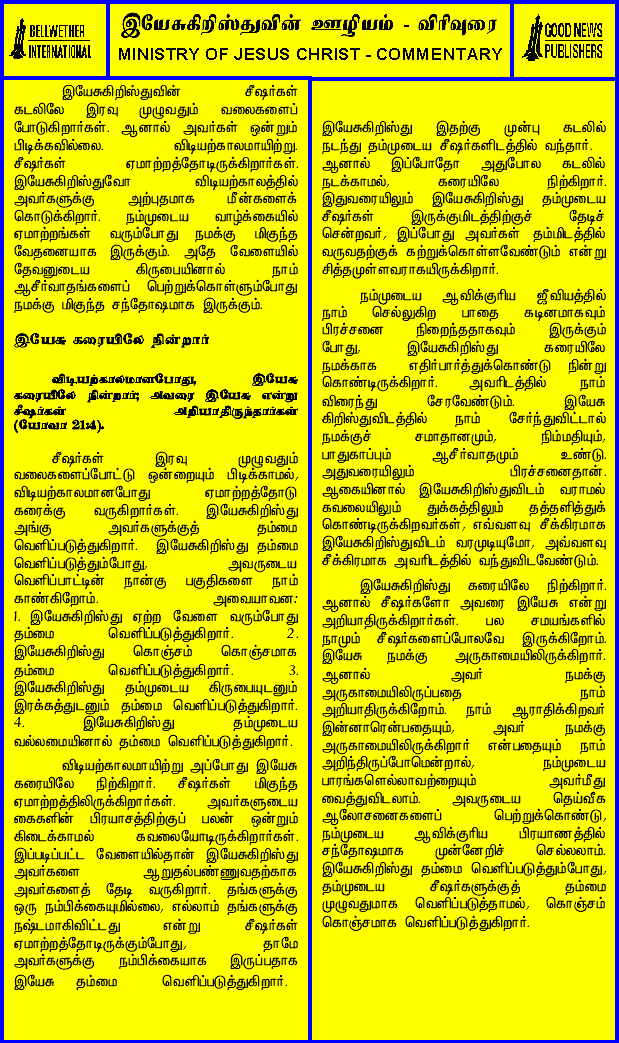 BELLWETHER
INTERNATIONAL
இயேசுகிறிஸ்துவின் ஊழியம் - விரிவுரை
MINISTRY OF JESUS CHRIST - COMMENTARY
GOOD NEWS
PUBLISHERS
இயேசுகிறிஸ்துவின் சீஷர்கள்
கடலிலே இரவு முழுவதும் வலைகளைப்
போடுகிறார்கள். ஆனால் அவர்கள் ஒன்றும்
பிடிக்கவில்லை. விடியற்காலமாயிற்று.
சீஷர்கள் ஏமாற்றத்தோடிருக்கிறார்கள்.
இயேசுகிறிஸ்துவோ விடியற்காலத்தில்
அவர்களுக்கு அற்புதமாக மீன்களைக்
கொடுக்கிறார். நம்முடைய வாழ்க்கையில்
ஏமாற்றங்கள் வரும்போது நமக்கு மிகுந்த
வேதனையாக இருக்கும். அதே வேளையில்
தேவனுடைய கிருபையினால் நாம்
ஆசீர்வாதங்களைப் பெற்றுக்கொள்ளும்போது
நமக்கு மிகுந்த சந்தோஷமாக இருக்கும்.
இயேசு கரையிலே நின்றார்
விடியற்காலமானபோது, இயேசு
கரையிலே நின்றார்; அவரை இயேசு என்று
சீஷர்கள் அறியாதிருந்தார்கள்
(யோவா 21:4).
சீஷர்கள் இரவு முழுவதும்
வலைகளைப்போட்டு ஒன்றையும் பிடிக்காமல்,
விடியற்காலமானபோது ஏமாற்றத்தோடு
கரைக்கு வருகிறார்கள். இயேசுகிறிஸ்து
அங்கு அவர்களுக்குத் தம்மை
வெளிப்படுத்துகிறார். இயேசுகிறிஸ்து தம்மை
வெளிப்படுத்தும்போது, அவருடைய
வெளிப்பாட்டின் நான்கு பகுதிகளை நாம்
காண்கிறோம். அவையாவன:
1. இயேசுகிறிஸ்து ஏற்ற வேளை வரும்போது
தம்மை வெளிப்படுத்துகிறார். 2.
இயேசுகிறிஸ்து கொஞ்சம் கொஞ்சமாக
தம்மை வெளிப்படுத்துகிறார். 3.
இயேசுகிறிஸ்து தம்முடைய கிருபையுடனும்
இரக்கத்துடனும் தம்மை வெளிப்படுத்துகிறார்.
4. இயேசுகிறிஸ்து தம்முடைய
வல்லமையினால் தம்மை வெளிப்படுத்துகிறார்.
விடியற்காலமாயிற்று அப்போது இயேசு
கரையிலே நிற்கிறார். சீஷர்கள் மிகுந்த
ஏமாற்றத்திலிருக்கிறார்கள். அவர்களுடைய
கைகளின் பிரயாசத்திற்குப் பலன் ஒன்றும்
கிடைக்காமல் கவலையோடிருக்கிறார்கள்.
இப்படிப்பட்ட வேளையில்தான் இயேசுகிறிஸ்து
அவர்களை ஆறுதல்பண்ணுவதற்காக
அவர்களைத் தேடி வருகிறார். தங்களுக்கு
ஒரு நம்பிக்கையுமில்லை, எல்லாம் தங்களுக்கு
நஷ்டமாகிவிட்டது என்று சீஷர்கள்
ஏமாற்றத்தோடிருக்கும்போது, தாமே
அவர்களுக்கு நம்பிக்கையாக இருப்பதாக
இயேசு தம்மை வெளிப்படுத்துகிறார்.
இயேசுகிறிஸ்து இதற்கு முன்பு கடலில்
நடந்து தம்முடைய சீஷர்களிடத்தில் வந்தார்.
ஆனால் இப்போதோ அதுபோல கடலில்
நடக்காமல், கரையிலே நிற்கிறார்.
இதுவரையிலும் இயேசுகிறிஸ்து தம்முடைய
சீஷர்கள் இருக்குமிடத்திற்குச் தேடிச்
சென்றவர், இப்போது அவர்கள் தம்மிடத்தில்
வருவதற்குக் கற்றுக்கொள்ளவேண்டும் என்று
சித்தமுள்ளவராகயிருக்கிறார்.
நம்முடைய ஆவிக்குரிய ஜீவியத்தில்
நாம் செல்லுகிற பாதை கடினமாகவும்
பிரச்சனை நிறைந்ததாகவும் இருக்கும்
போது, இயேசுகிறிஸ்து கரையிலே
நமக்காக எதிர்பார்த்துக்கொண்டு நின்று
கொண்டிருக்கிறார். அவரிடத்தில் நாம்
விரைந்து சேரவேண்டும். இயேசு
கிறிஸ்துவிடத்தில் நாம் சேர்ந்துவிட்டால்
நமக்குச் சமாதானமும், நிம்மதியும்,
பாதுகாப்பும் ஆசீர்வாதமும் உண்டு.
அதுவரையிலும் பிரச்சனைதான்.
ஆகையினால் இயேசுகிறிஸ்துவிடம் வராமல்
கவலையிலும் துக்கத்திலும் தத்தளித்துக்
கொண்டிருக்கிறவர்கள், எவ்வளவு சீக்கிரமாக
இயேசுகிறிஸ்துவிடம் வரமுடியுமோ, அவ்வளவு
சீக்கிரமாக அவரிடத்தில் வந்துவிடவேண்டும்.
இயேசுகிறிஸ்து கரையிலே நிற்கிறார்.
ஆனால் சீஷர்களோ அவரை இயேசு என்று
அறியாதிருக்கிறார்கள். பல சமயங்களில்
நாமும் சீஷர்களைப்போலவே இருக்கிறோம்.
இயேசு நமக்கு அருகாமையிலிருக்கிறார்.
ஆனால் அவர் நமக்கு
அருகாமையிலிருப்பதை நாம்
அறியாதிருக்கிறோம். நாம் ஆராதிக்கிறவர்
இன்னாரென்பதையும், அவர் நமக்கு
அருகாமையிலிருக்கிறார் என்பதையும் நாம்
அறிந்திருப்போமென்றால், நம்முடைய
பாரங்களெல்லாவற்றையும் அவர்மீது
வைத்துவிடலாம். அவருடைய தெய்வீக
ஆலோசனைகளைப் பெற்றுக்கொண்டு,
நம்முடைய ஆவிக்குரிய பிரயாணத்தில்
சந்தோஷமாக முன்னேறிச் செல்லலாம்.
இயேசுகிறிஸ்து தம்மை வெளிப்படுத்தும்போது,
தம்முடைய சீஷர்களுக்குத் தம்மை
முழுவதுமாக வெளிப்படுத்தாமல், கொஞ்சம்
கொஞ்சமாக வெளிப்படுத்துகிறார்.